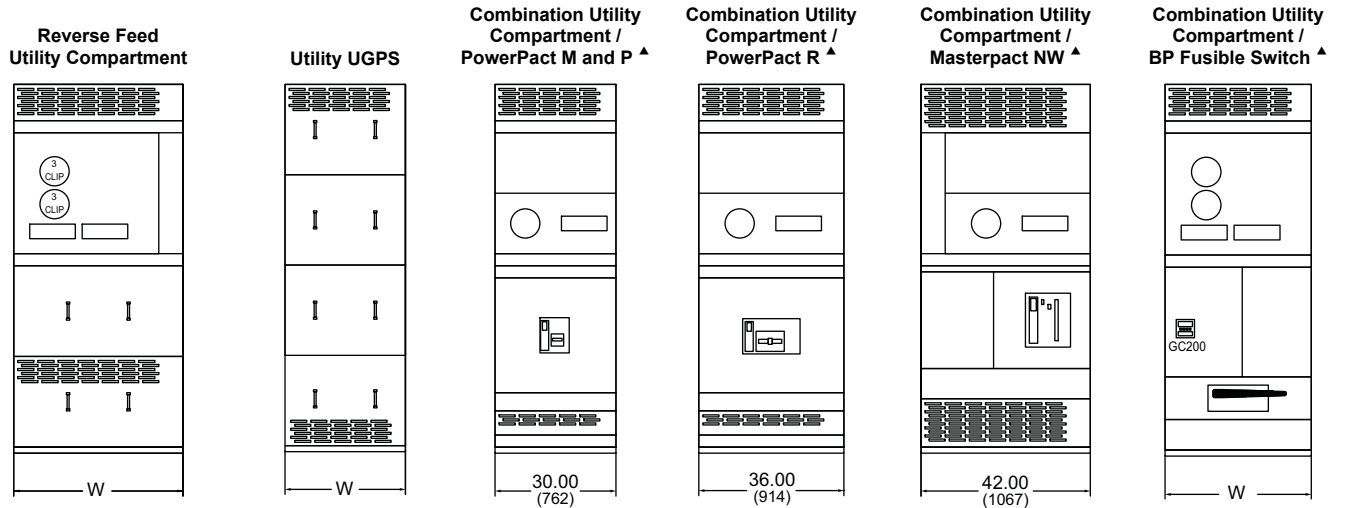 Reverse Feed
Utility Compartment
Utility UGPS
Combination Utility
Compartment /
PowerPact M and P ▲
Combination Utility
Compartment /
PowerPact R ▲
Combination Utility
Compartment /
Masterpact NW ▲
Combination Utility
Compartment /
BP Fusible Switch ▲
3
CLIP
3
CLIP
GC200
W
W
30.00
(762)
36.00
(914)
42.00
(1067)
W